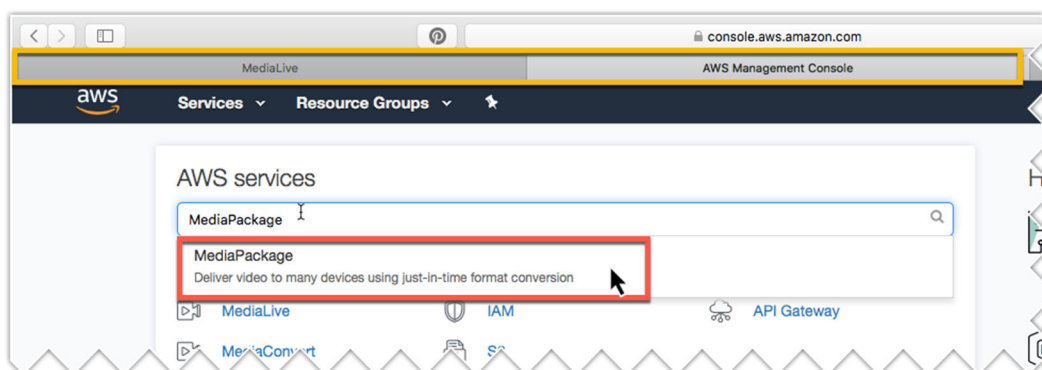 console.aws.amazon.com
MediaLive
AWS Management Console
aws
Services
Resource Groups
AWS services
MediaPackage
MediaPackage
Deliver video to many devices using just-in-time format conversion
MediaLive
IAM
API Gateway
MediaConvert